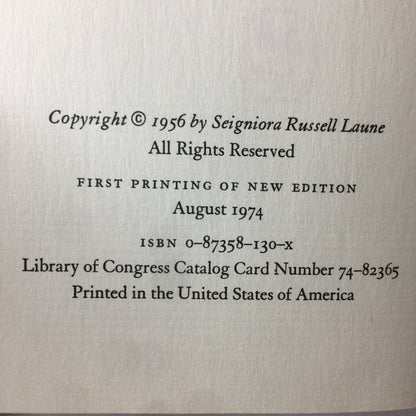 Copyright © 1956 by Seigniora Russell Laune
All Rights Reserved
FIRST PRINTING OF NEW EDITION
August 1974
ISBN 0–87358–130–X
Library of Congress Catalog Card Number 74–82365
Printed in the United States of America